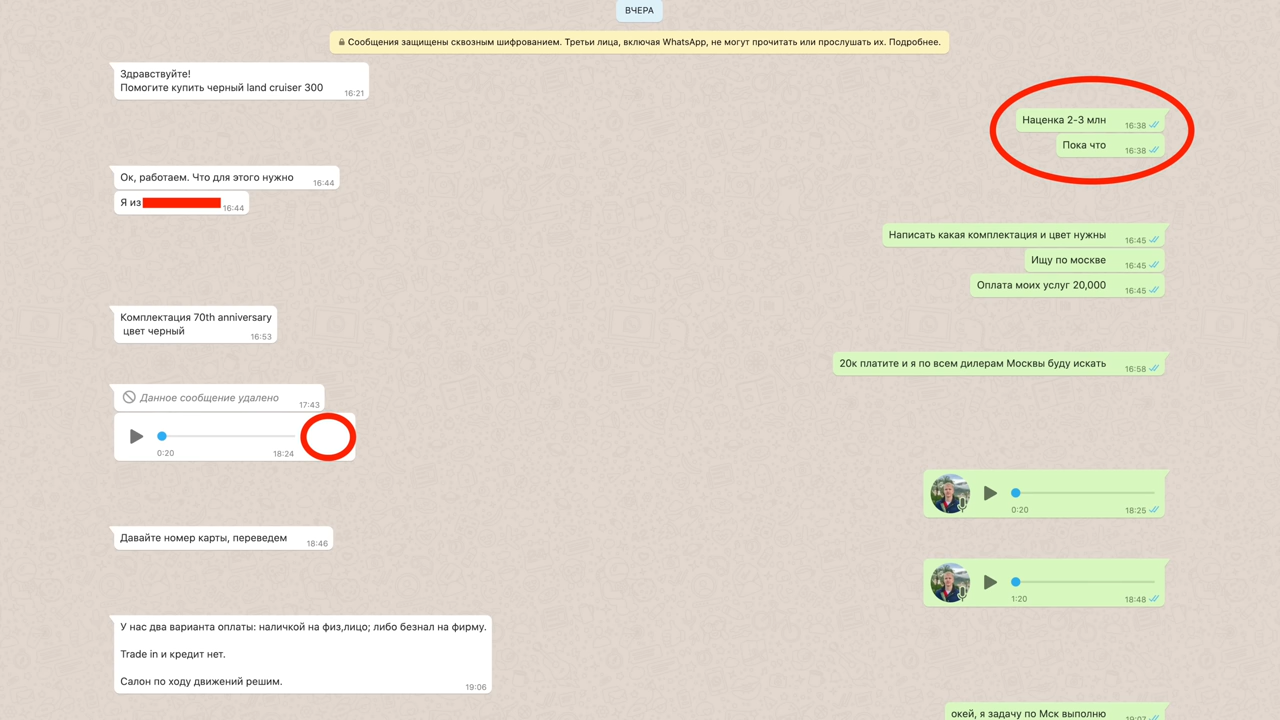 ВЧЕРА
Сообщения защищены сквозным шифрованием. Третьи лица, включая WhatsApp, не могут прочитать или прослушать их. Подробнее.
Здравствуйте!
Помогите купить черный land cruiser 300
16:21
Наценка 2-3 млн
16:38
Пока что
16:38
Ок, работаем. Что для этого нужно
16:44
Я из
16:44
Написать какая комплектация и цвет нужны
16:45
Ищу по москве
16:45
Оплата моих услуг 20,000
16:45
Комплектация 70th anniversary
цвет черный
16:53
20к платите и я по всем дилерам Москвы буду искать
16:58
Данное сообщение удалено
17:43
0:20
18:24
0:20
18:25
Давайте номер карты, переведем
18:46
1:20
18:48
У нас два варианта оплаты: наличкой на физ,лицо; либо безнал на фирму.
Trade in и кредит нет.
Салон по ходу движений решим.
19:06
окей, я задачу по Мск выполню
19:07